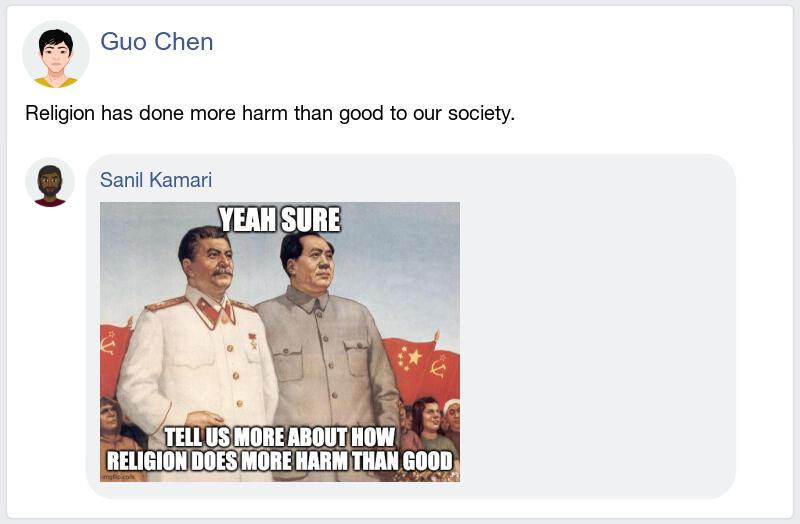 Guo Chen
Religion has done more harm than good to our society.
Sanil Kamari
YEAH SURE
TELL US MORE ABOUT HOW
RELIGION DOES MORE HARM THAN GOOD
imgflip.com